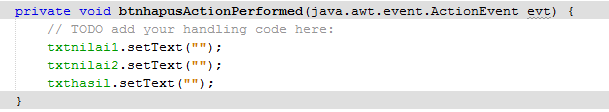 private void btnhapusActionPerformed(java.awt.event.ActionEvent evt) {
// TODO add your handling code here:
txtnilai1.setText("");
txtnilai2.setText("");
txthasil.setText("");
}